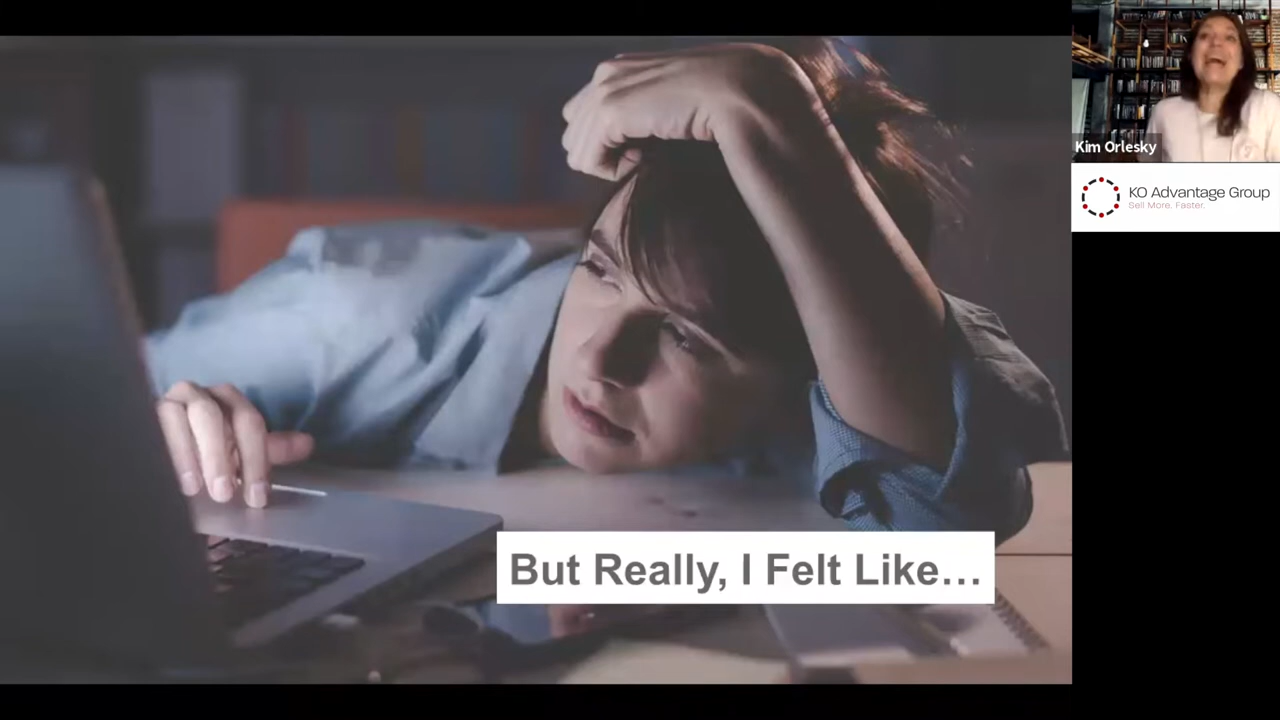 Kim Orlesky
KO Advantage Group
Sell More. Faster.
But Really, I Felt Like...